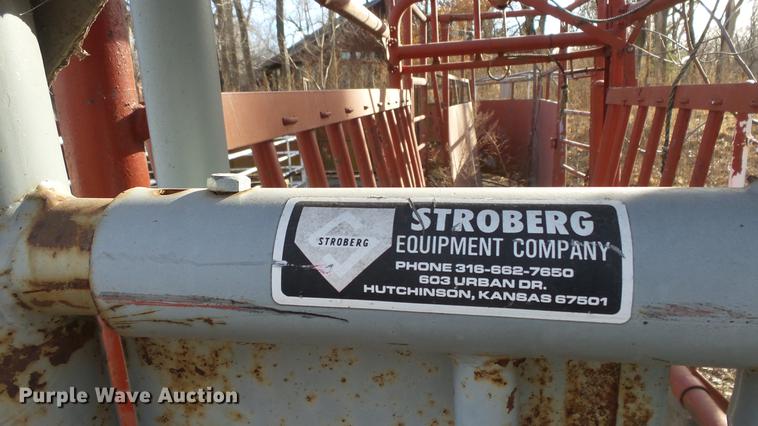 STROBERG
STROBERG
EQUIPMENT COMPANY
PHONE 316-662-7650
603 URBAN DR.
HUTCHINSON, KANSAS 67501
Purple Wave Auction